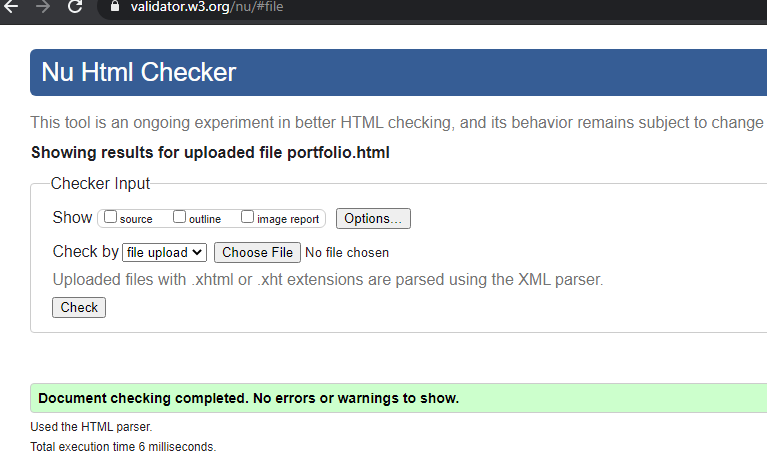 validator.w3.org/nu/#file
Nu Html Checker
This tool is an ongoing experiment in better HTML checking, and its behavior remains subject to change
Showing results for uploaded file portfolio.html
Checker Input
Show source outline image report Options...
Check by file upload Choose File No file chosen
Uploaded files with .xhtml or .xht extensions are parsed using the XML parser.
Check
Document checking completed. No errors or warnings to show.
Used the HTML parser.
Total execution time 6 milliseconds.